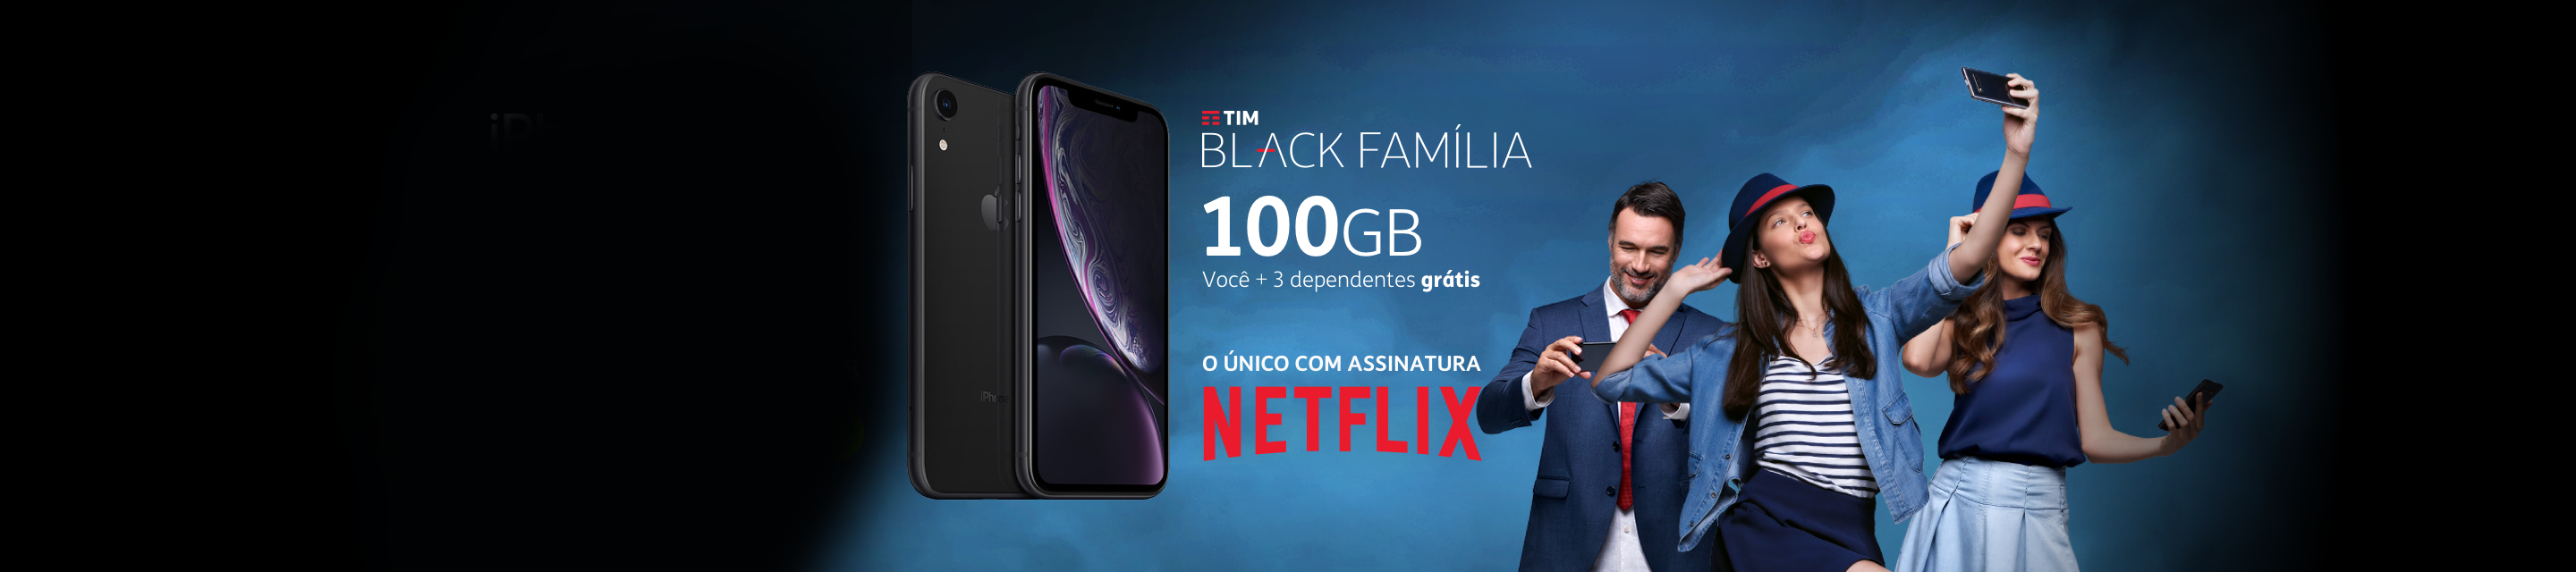 TIM
BLACK FAMÍLIA
100GB
Você + 3 dependentes grátis
O ÚNICO COM ASSINATURA
NETFLIX